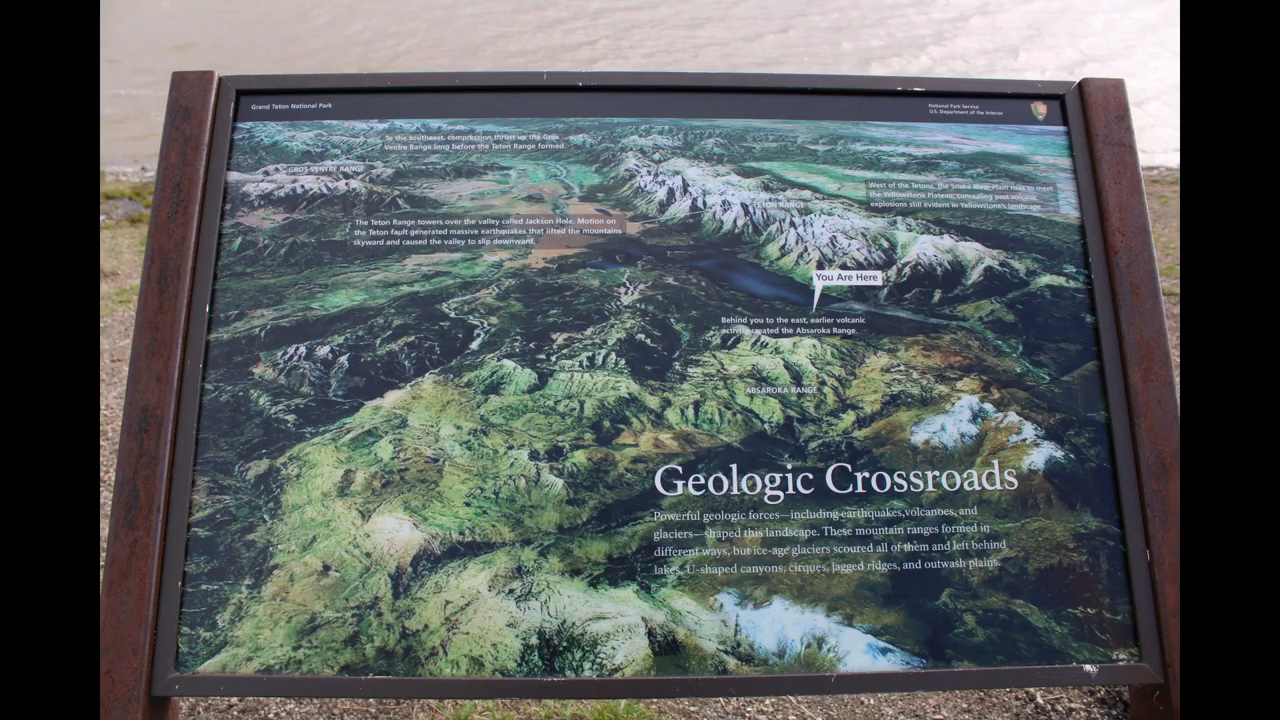 Grand Teton National Park
National Park Service
U.S. Department of the Interior
To the southeast, compression thrust up the Gros
Ventre Range long before the Teton Range formed.
GROS VENTRE RANGE
TETON RANGE
West of the Tetons, the Snake River Plain rises to meet
the Yellowstone Plateau, concealing past volcanic
explosions still evident in Yellowstone's landscape.
The Teton Range towers over the valley called Jackson Hole. Motion on
the Teton fault generated massive earthquakes that lifted the mountains
skyward and caused the valley to slip downward.
You Are Here
Behind you to the east, earlier volcanic
activity created the Absaroka Range.
ABSAROKA RANGE
Geologic Crossroads
Powerful geologic forces—including earthquakes, volcanoes, and
glaciers—shaped this landscape. These mountain ranges formed in
different ways, but ice-age glaciers scoured all of them and left behind
lakes, U-shaped canyons, cirques, jagged ridges, and outwash plains.